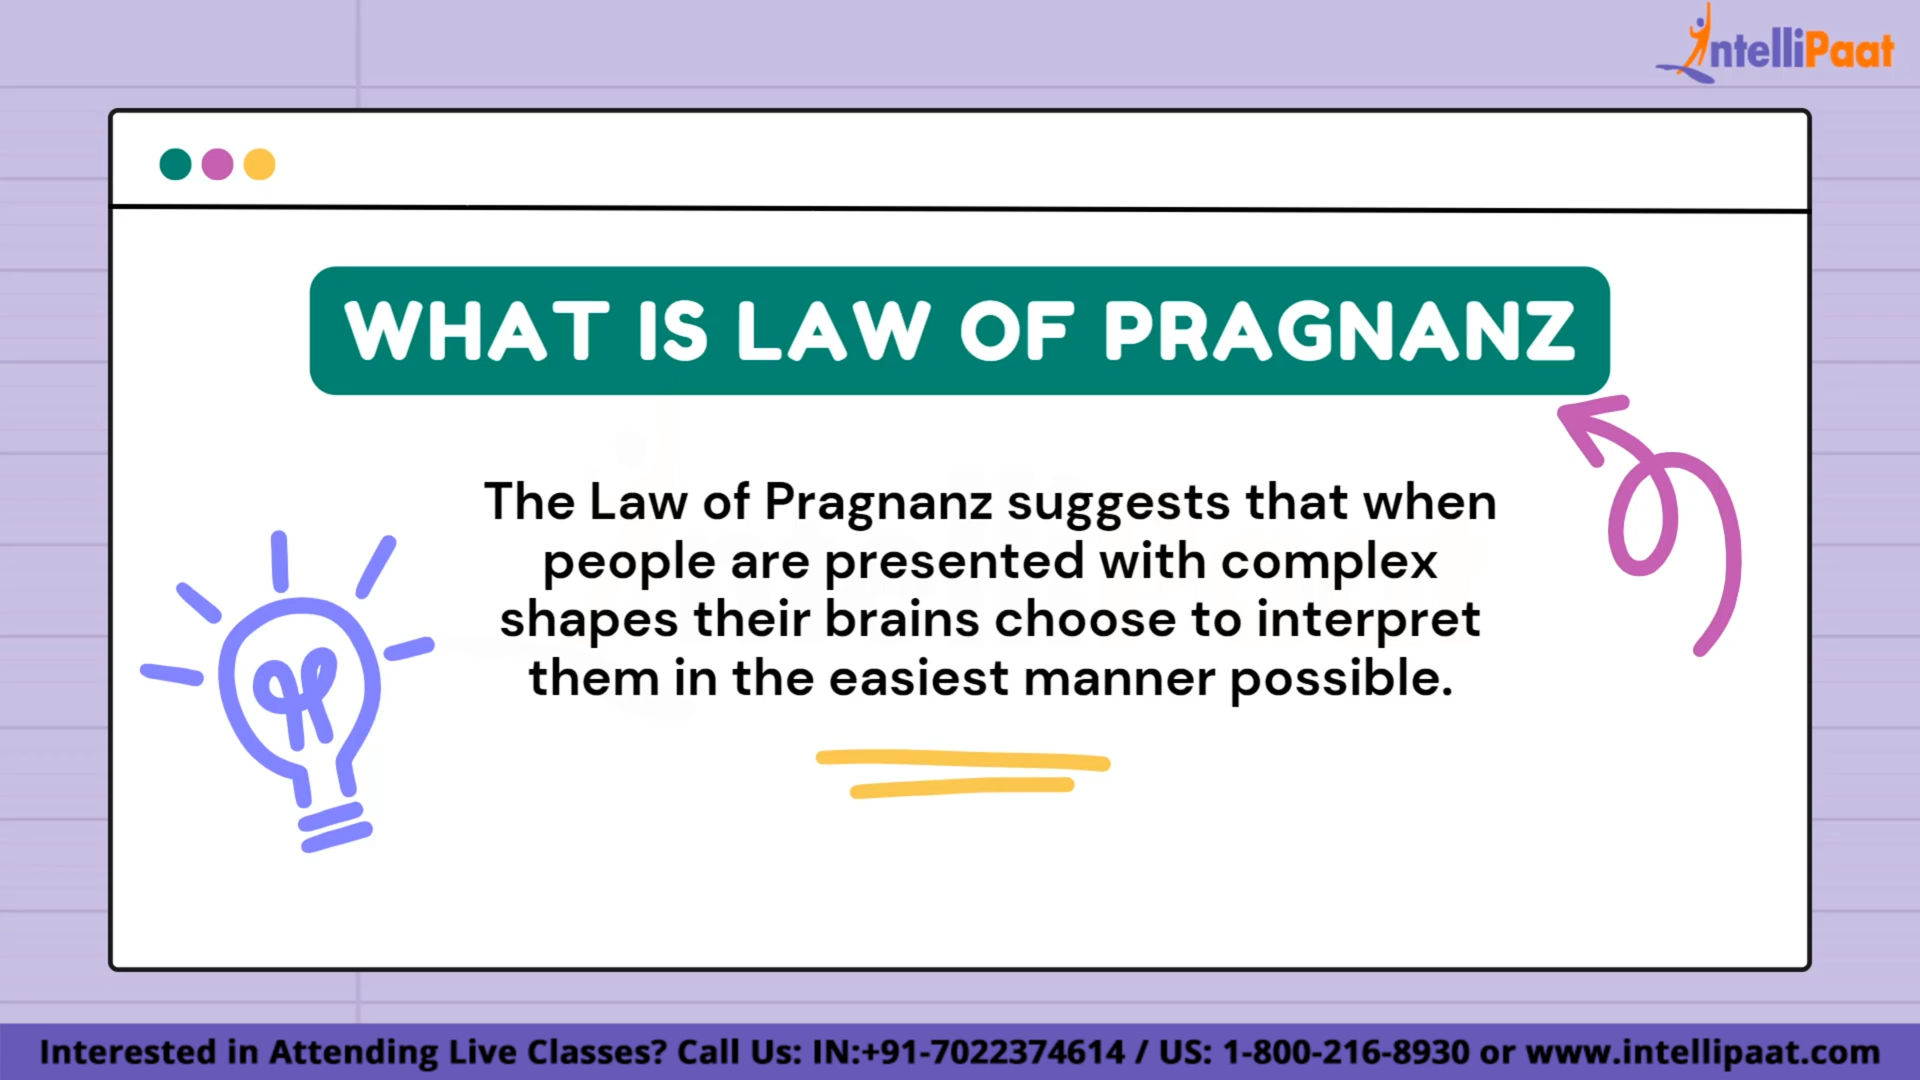 IntelliPaat
WHAT IS LAW OF PRAGNANZ
The Law of Pragnanz suggests that when
people are presented with complex
shapes their brains choose to interpret
them in the easiest manner possible.
Interested in Attending Live Classes? Call Us: IN:+91-7022374614 / US: 1-800-216-8930 or www.intellipaat.com